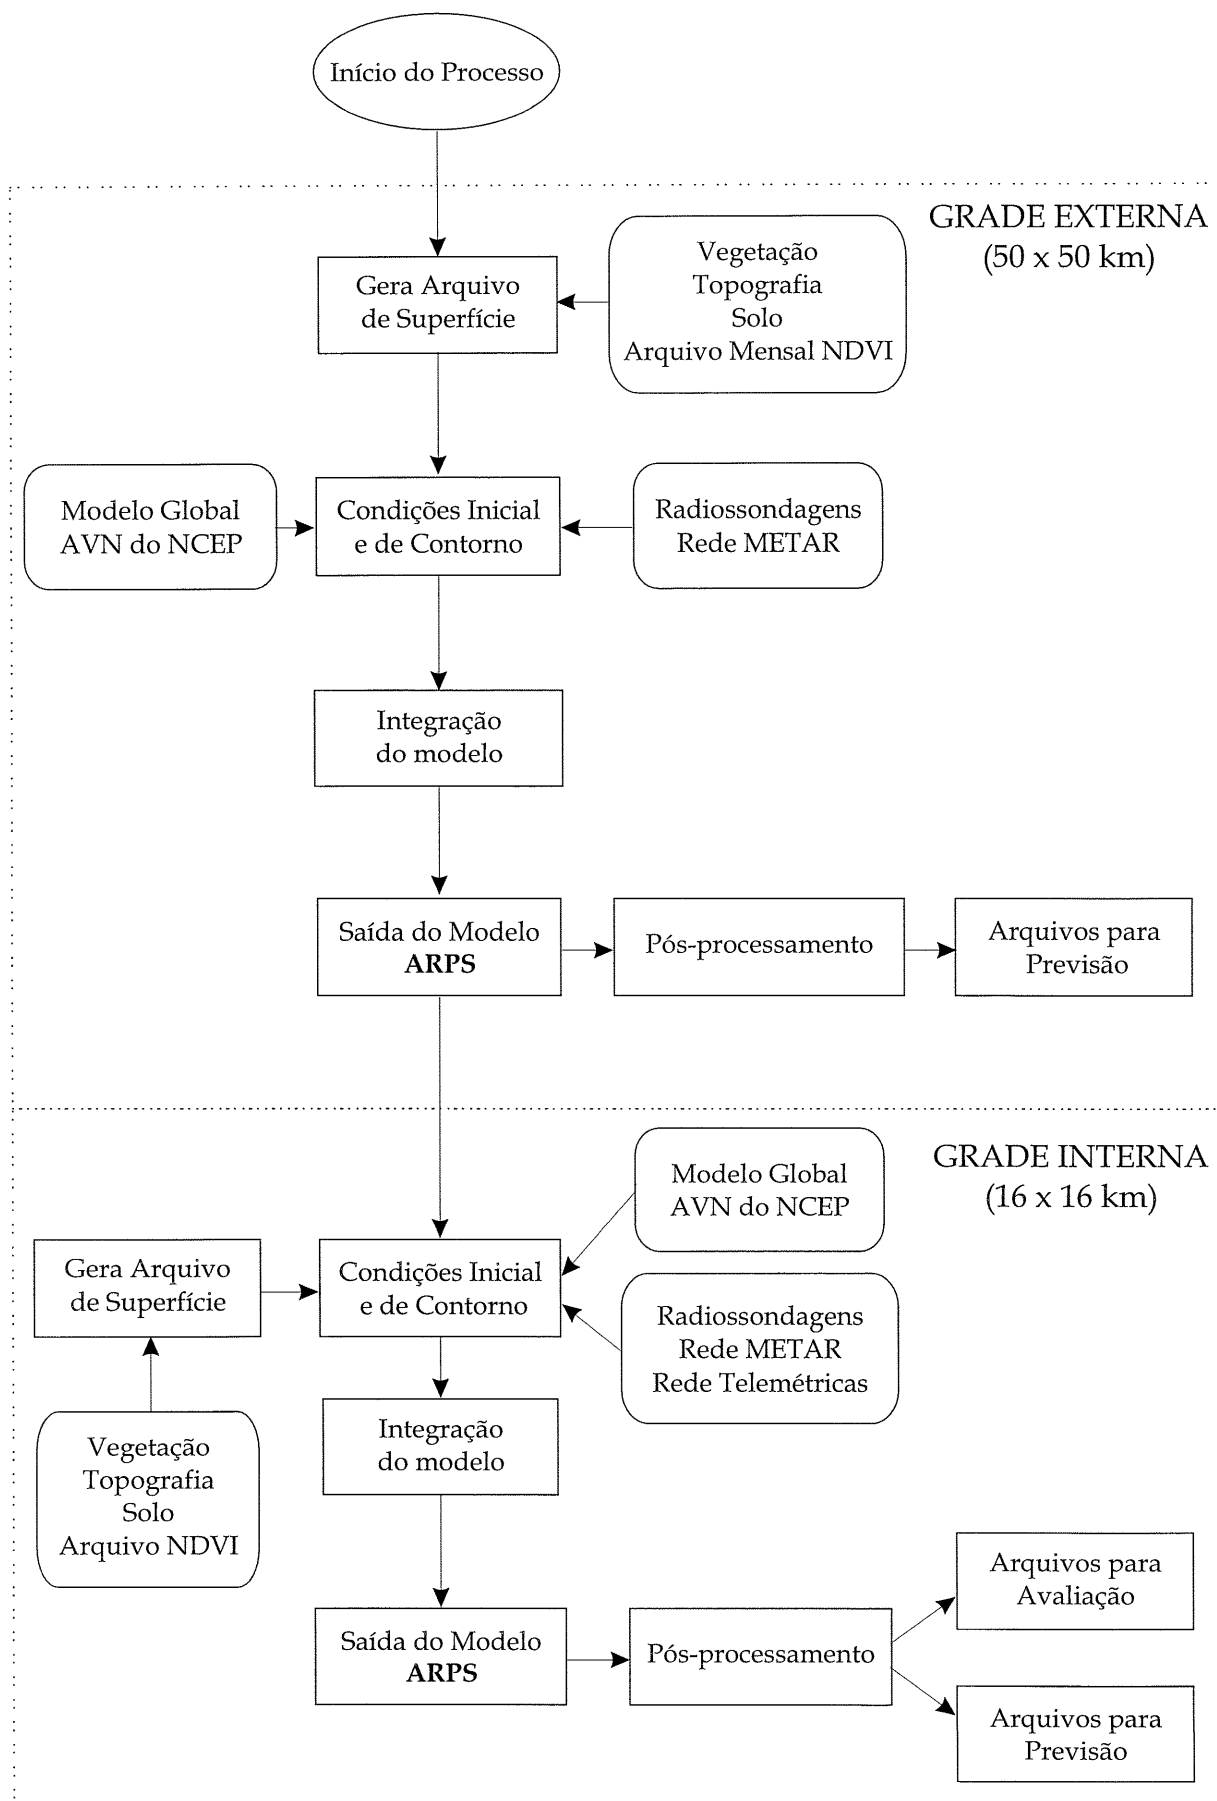 Início do Processo
GRADE EXTERNA
(50 x 50 km)
Vegetação
Topografia
Solo
Arquivo Mensal NDVI
Gera Arquivo
de Superfície
Modelo Global
AVN do NCEP
Condições Inicial
e de Contorno
Radiossondagens
Rede METAR
Integração
do modelo
Saída do Modelo
ARPS
Pós-processamento
Arquivos para
Previsão
GRADE INTERNA
(16 x 16 km)
Modelo Global
AVN do NCEP
Gera Arquivo
de Superfície
Condições Inicial
e de Contorno
Radiossondagens
Rede METAR
Rede Telemétricas
Vegetação
Topografia
Solo
Arquivo NDVI
Integração
do modelo
Saída do Modelo
ARPS
Pós-processamento
Arquivos para
Avaliação
Arquivos para
Previsão